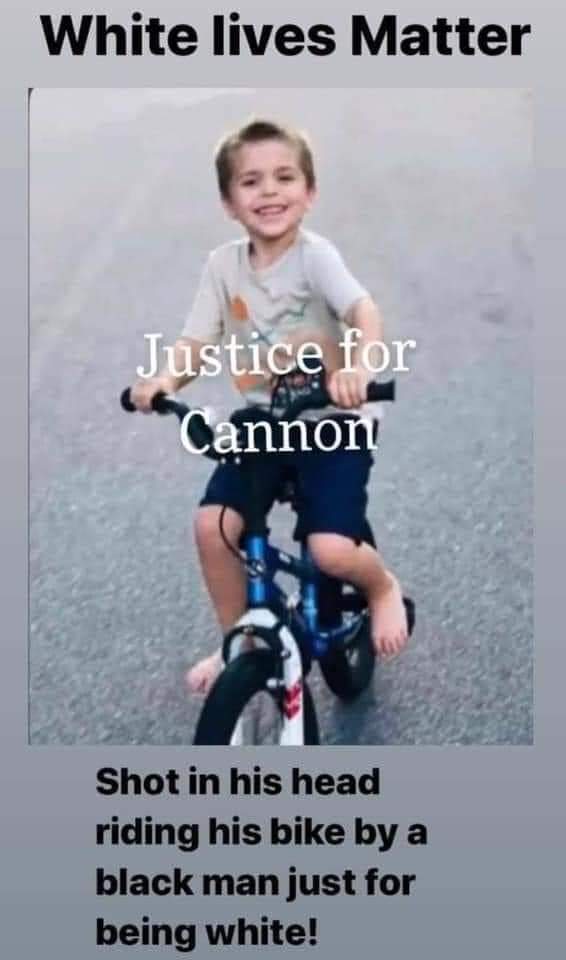 White lives Matter
Justice for
Cannon
Shot in his head
riding his bike by a
black man just for
being white!